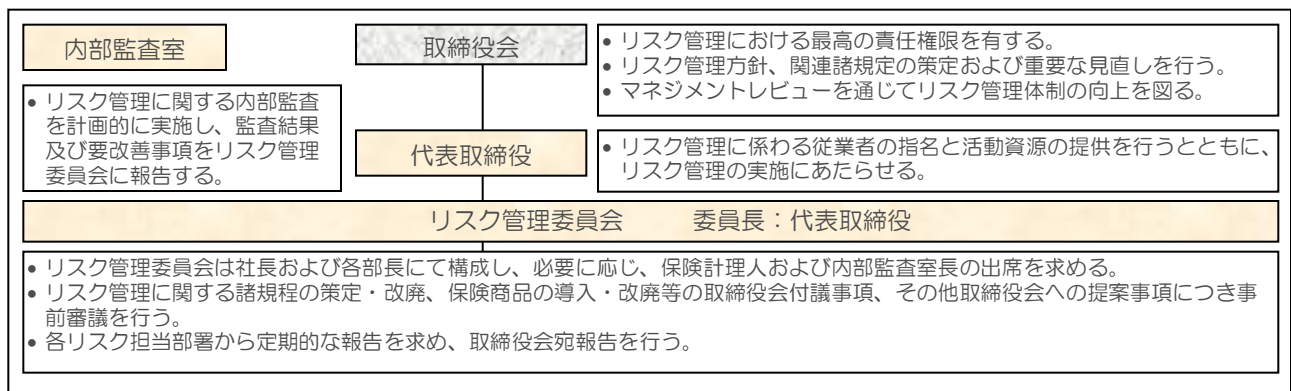 内部監査室
• リスク管理に関する内部監査
を計画的に実施し、監査結果
及び要改善事項をリスク管理
委員会に報告する。
取締役会
• リスク管理における最高の責任権限を有する。
• リスク管理方針、関連諸規定の策定および重要な見直しを行う。
• マネジメントレビューを通じてリスク管理体制の向上を図る。
代表取締役
• リスク管理に係わる従業者の指名と活動資源の提供を行うとともに、
リスク管理の実施にあたらせる。
リスク管理委員会　　委員長：代表取締役
• リスク管理委員会は社長および各部長にて構成し、必要に応じ、保険計理人および内部監査室長の出席を求める。
• リスク管理に関する諸規程の策定・改廃、保険商品の導入・改廃等の取締役会付議事項、その他取締役会への提案事項につき事
前審議を行う。
• 各リスク担当部署から定期的な報告を求め、取締役会宛報告を行う。